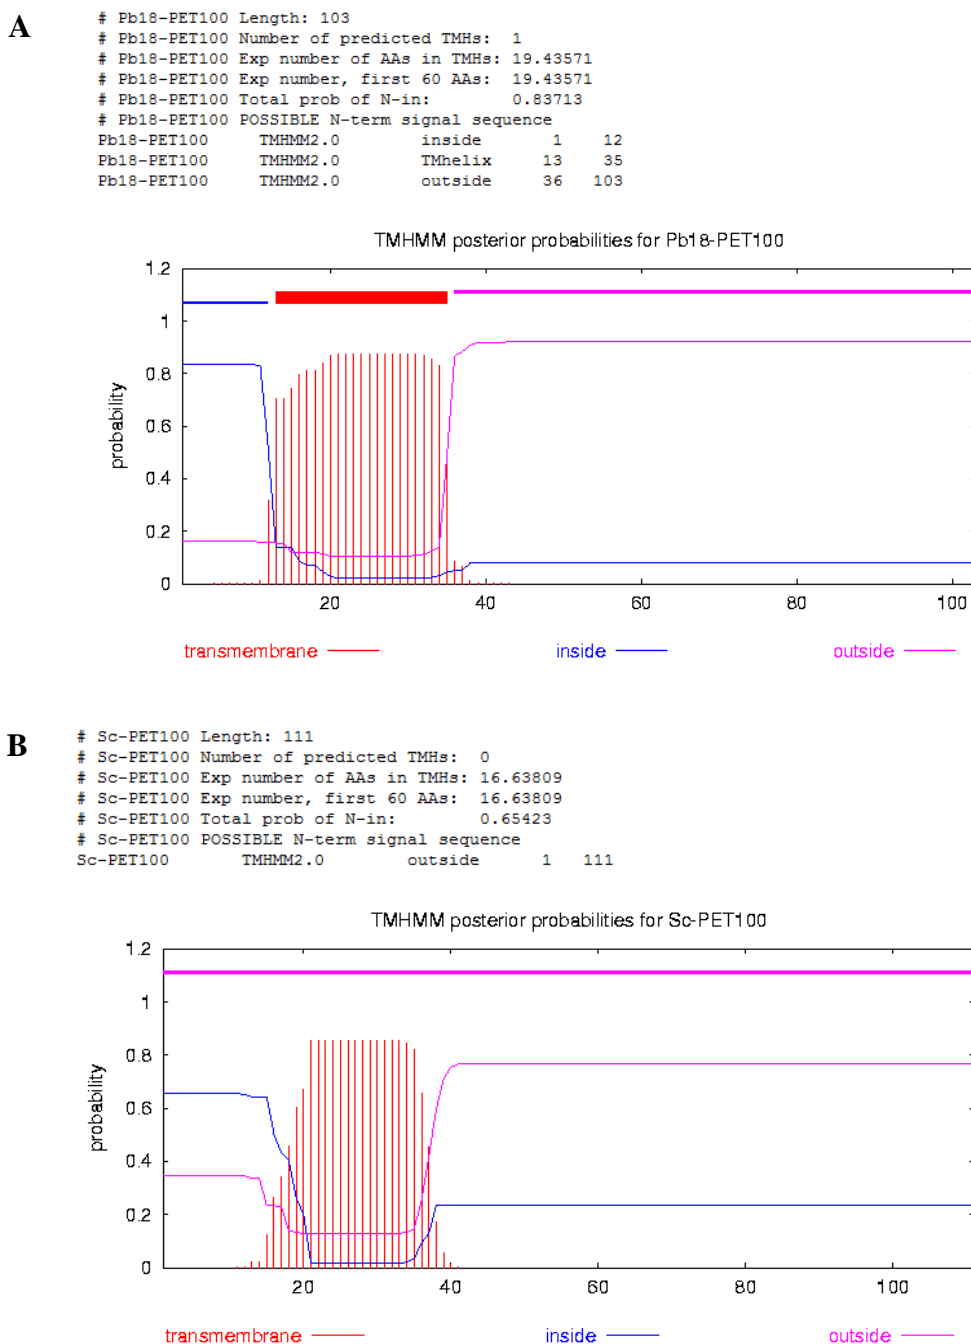 A
# Pb18-PET100 Length: 103
# Pb18-PET100 Number of predicted TMHs: 1
# Pb18-PET100 Exp number of AAs in TMHs: 19.43571
# Pb18-PET100 Exp number, first 60 AAs: 19.43571
# Pb18-PET100 Total prob of N-in: 0.83713
# Pb18-PET100 POSSIBLE N-term signal sequence
Pb18-PET100 TMHMM2.0 inside 1 12
Pb18-PET100 TMHMM2.0 TMhelix 13 35
Pb18-PET100 TMHMM2.0 outside 36 103
TMHMM posterior probabilities for Pb18-PET100
1.2
1
0.8
0.6
0.4
0.2
0
probability
20 40 60 80 100
transmembrane inside outside
B
# Sc-PET100 Length: 111
# Sc-PET100 Number of predicted TMHs: 0
# Sc-PET100 Exp number of AAs in TMHs: 16.63809
# Sc-PET100 Exp number, first 60 AAs: 16.63809
# Sc-PET100 Total prob of N-in: 0.65423
# Sc-PET100 POSSIBLE N-term signal sequence
Sc-PET100 TMHMM2.0 outside 1 111
TMHMM posterior probabilities for Sc-PET100
1.2
1
0.8
0.6
0.4
0.2
0
probability
20 40 60 80 100
transmembrane inside outside